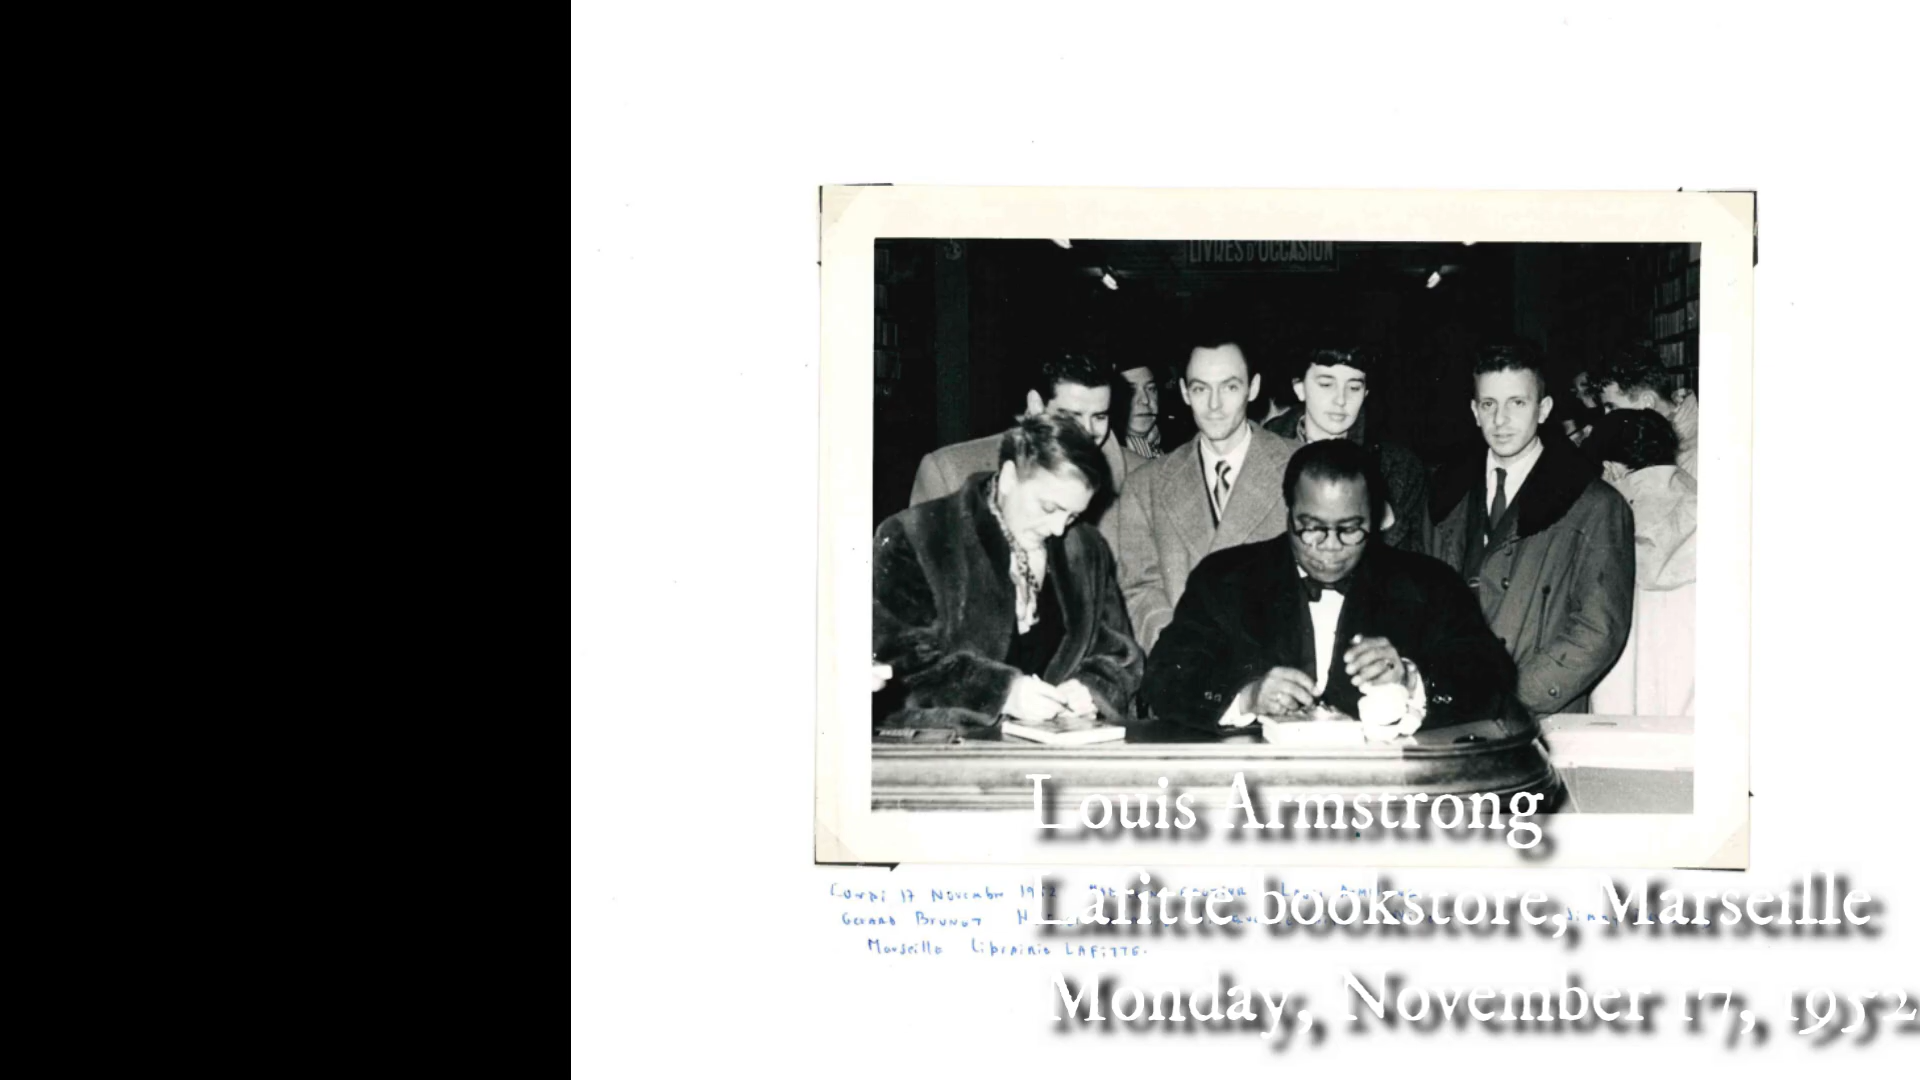 LIVRES D'OCCASION
Louis Armstrong
Lundi 17 Novembre 1952
Lafitte bookstore, Marseille
GERARD BRUNOT
Marseille Librairie LAFITTE.
Monday, November 17, 1952